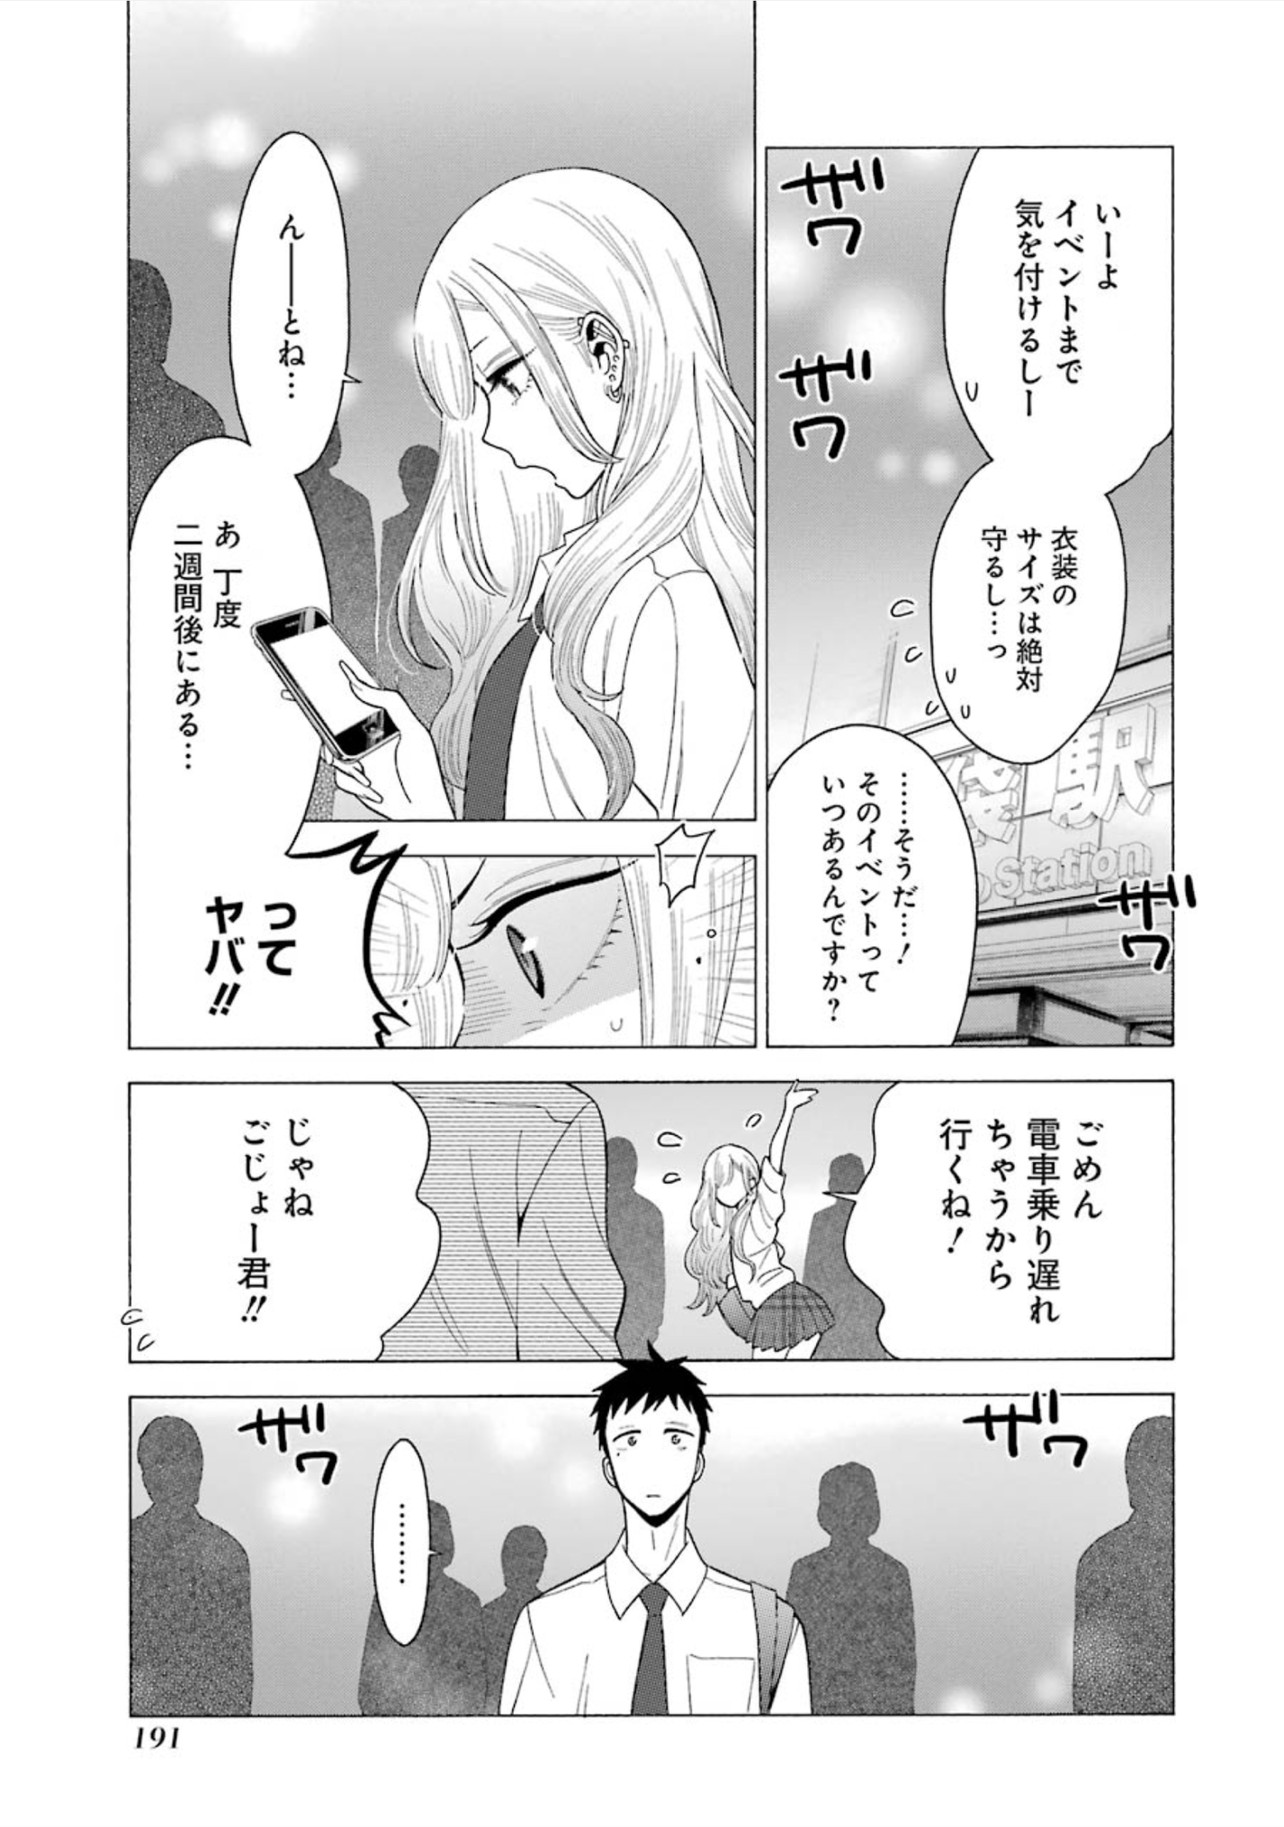 いーよ
イベントまで
気を付けるしー
衣装の
サイズは絶対
守るし…っ
……そうだ…！
そのイベントって
いつあるんですか？
ザワ
ザワ
駅
Station
ザワ
んーーとね…
あ 丁度
二週間後にある…
って
ヤバ!!
ごめん
電車乗り遅れ
ちゃうから
行くね！
じゃね
ごじょー君!!
ザワ
ザワ
………
191